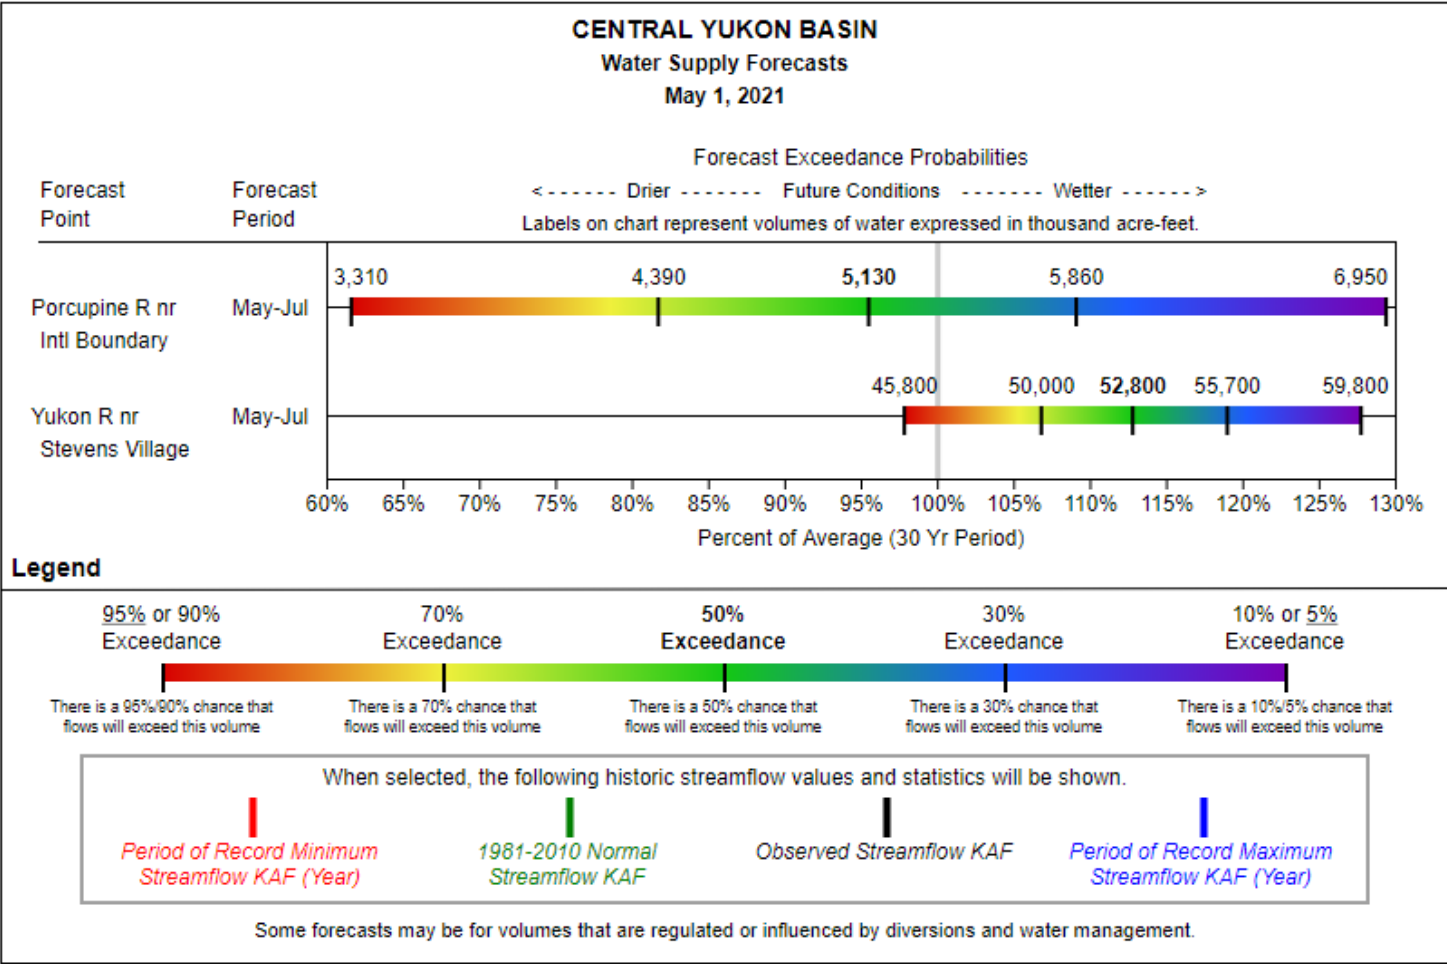 CENTRAL YUKON BASIN
Water Supply Forecasts
May 1, 2021
Forecast Exceedance Probabilities
Forecast Point
Forecast Period
< - - - - - - Drier - - - - - - - Future Conditions - - - - - - - Wetter - - - - - - >
Labels on chart represent volumes of water expressed in thousand acre-feet.
3,310 4,390 5,130 5,860 6,950
Porcupine R nr
Intl Boundary
May-Jul
45,800 50,000 52,800 55,700 59,800
Yukon R nr
Stevens Village
May-Jul
60% 65% 70% 75% 80% 85% 90% 95% 100% 105% 110% 115% 120% 125% 130%
Percent of Average (30 Yr Period)
Legend
95% or 90%
Exceedance
70%
Exceedance
50%
Exceedance
30%
Exceedance
10% or 5%
Exceedance
There is a 95%/90% chance that
flows will exceed this volume
There is a 70% chance that
flows will exceed this volume
There is a 50% chance that
flows will exceed this volume
There is a 30% chance that
flows will exceed this volume
There is a 10%/5% chance that
flows will exceed this volume
When selected, the following historic streamflow values and statistics will be shown.
Period of Record Minimum
Streamflow KAF (Year)
1981-2010 Normal
Streamflow KAF
Observed Streamflow KAF
Period of Record Maximum
Streamflow KAF (Year)
Some forecasts may be for volumes that are regulated or influenced by diversions and water management.